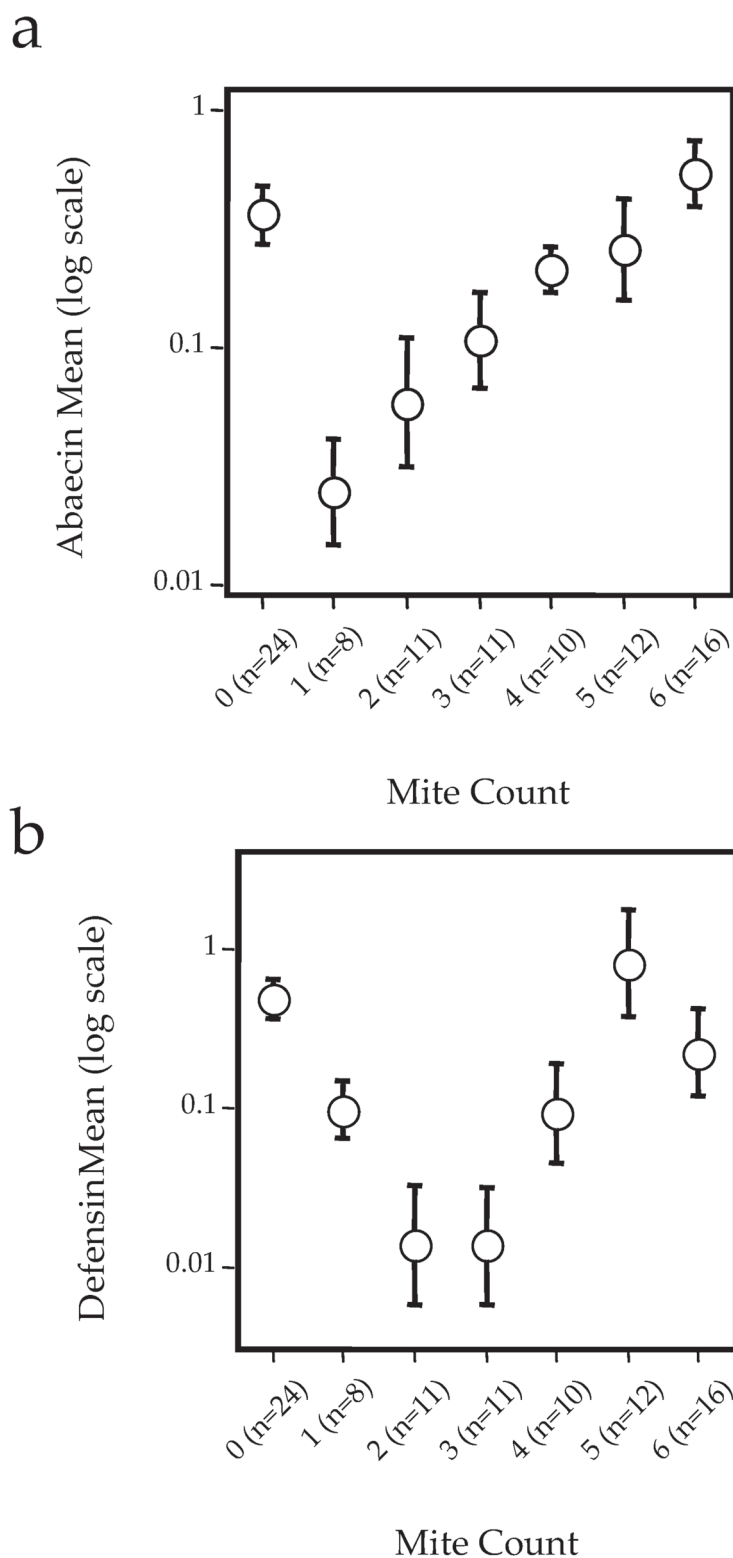 a
Abaecin Mean (log scale)
1
0.1
0.01
0 (n=24)
1 (n=8)
2 (n=11)
3 (n=11)
4 (n=10)
5 (n=12)
6 (n=16)
Mite Count
b
DefensinMean (log scale)
1
0.1
0.01
0 (n=24)
1 (n=8)
2 (n=11)
3 (n=11)
4 (n=10)
5 (n=12)
6 (n=16)
Mite Count